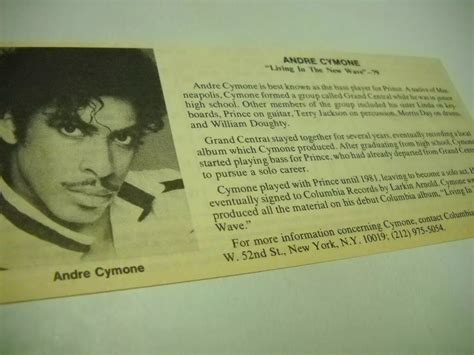 ANDRE CYMONE
"Living In The New Wave"-'79
Andre Cymone is best known as the bass player for Prince. A native of Min-
neapolis, Cymone formed a group called Grand Central while he was in junior
high school. Other members of the group included his sister Linda on key-
boards, Prince on guitar, Terry Jackson on percussion, Morris Day on drums,
and William Doughty.
Grand Central stayed together for several years, eventually recording a local
album which Cymone produced. After graduating from high school, Cymone
started playing bass for Prince, who had already departed from Grand Central
to pursue a solo career.
Cymone played with Prince until 1981, leaving to become a solo
eventually signed to Columbia Records by Larkin Arnold. Cymone
produced all the material on his debut Columbia album, "Living
Wave."
For more information concerning Cymone, contact
W. 52nd St., New York, N.Y. 10019; (212) 975-5054.
Andre Cymone